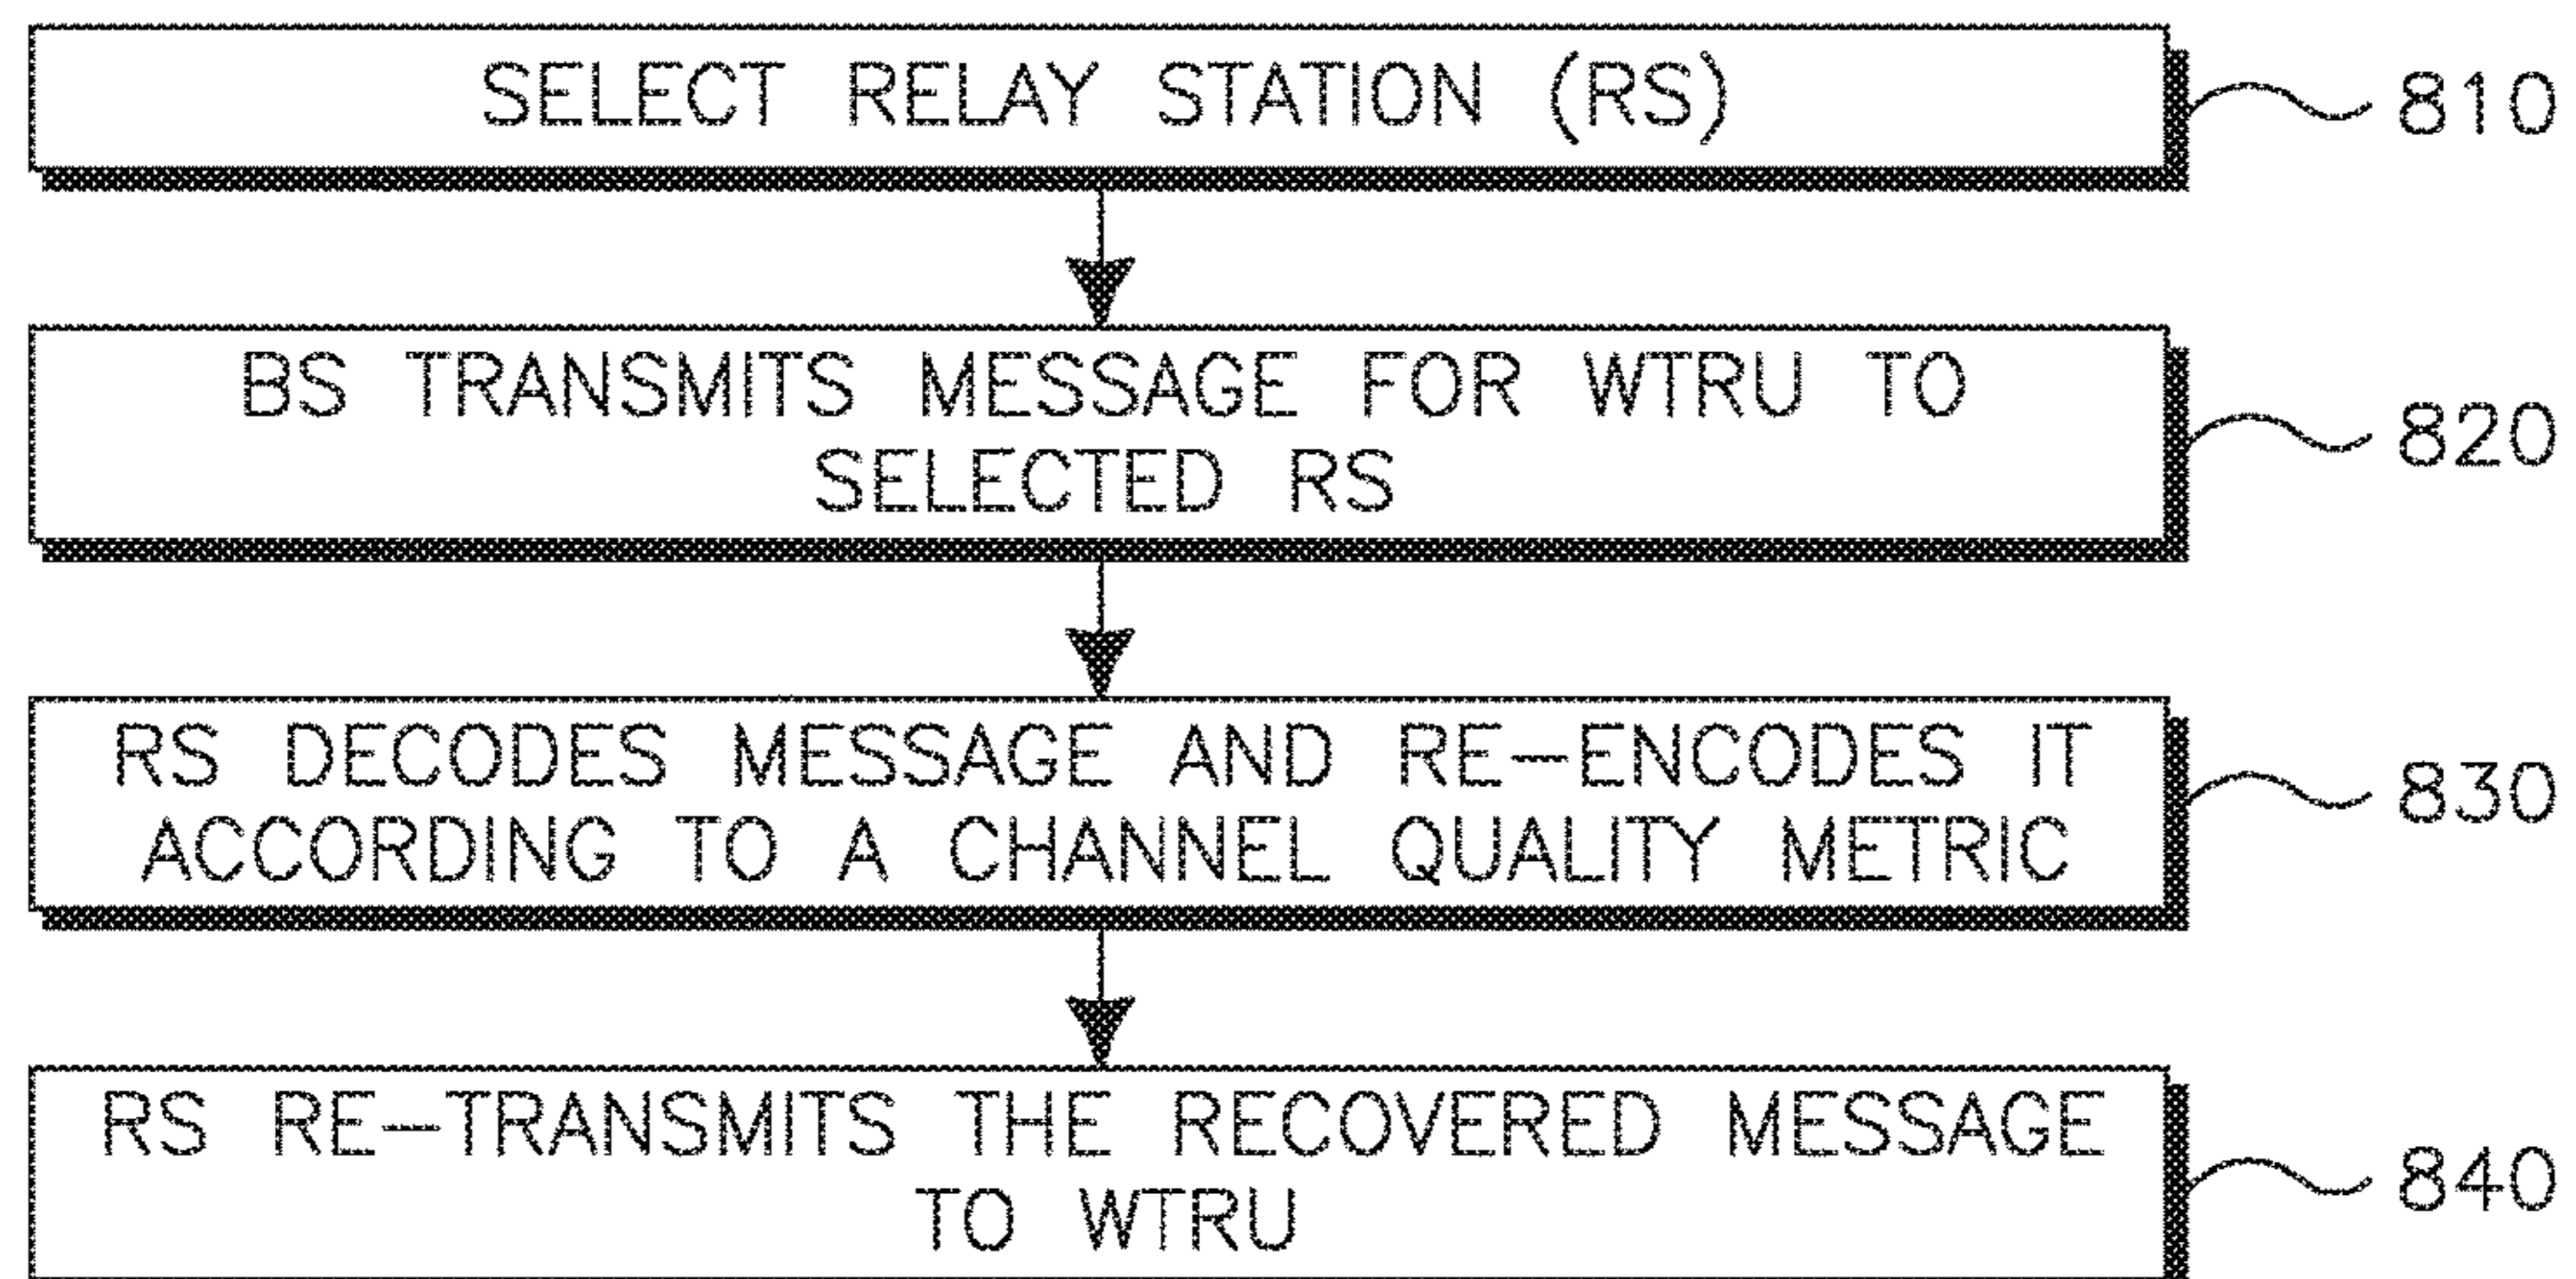 SELECT RELAY STATION (RS)
810
BS TRANSMITS MESSAGE FOR WTRU TO
SELECTED RS
820
RS DECODES MESSAGE AND RE-ENCODES IT
ACCORDING TO A CHANNEL QUALITY METRIC
830
RS RE-TRANSMITS THE RECOVERED MESSAGE
TO WTRU
840